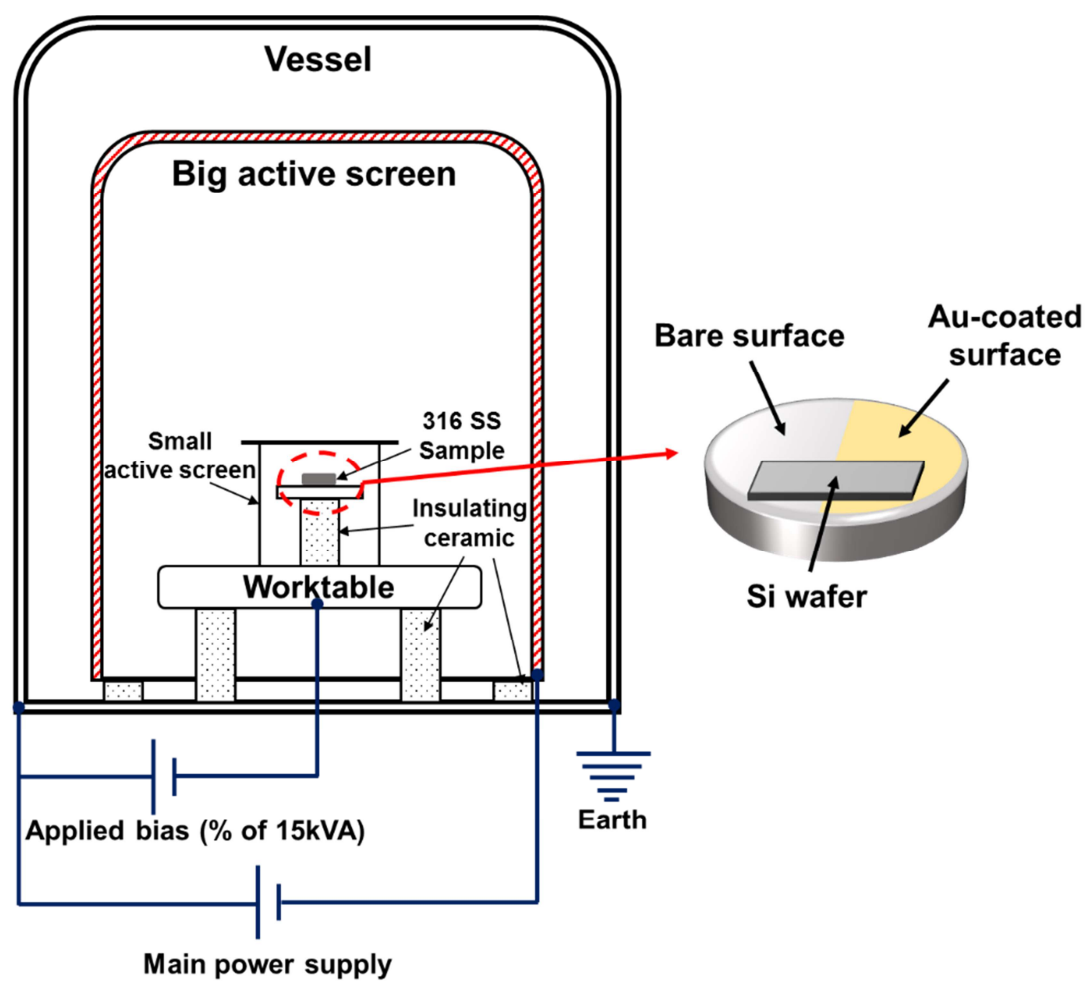 Vessel
Big active screen
Small
active screen
316 SS
Sample
Insulating
ceramic
Worktable
Bare surface
Au-coated
surface
Si wafer
Applied bias (% of 15kVA)
Earth
Main power supply